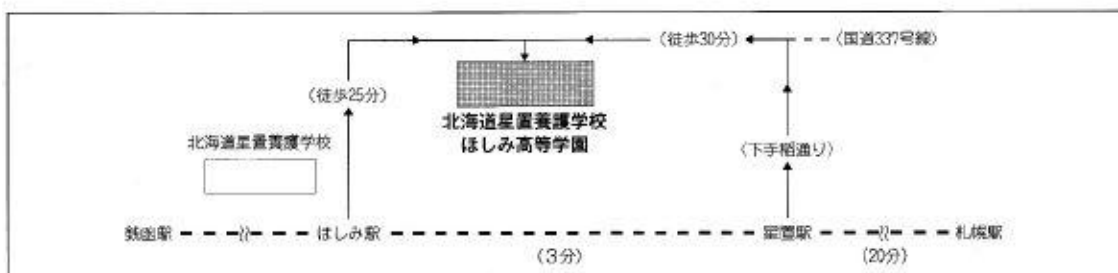 (徒歩30分)
(国道337号線)
(徒歩25分)
北海道星置養護学校
ほしみ高等学園
北海道星置養護学校
(下手稲通り)
銭函駅
ほしみ駅
星置駅
札幌駅
(3分)
(20分)